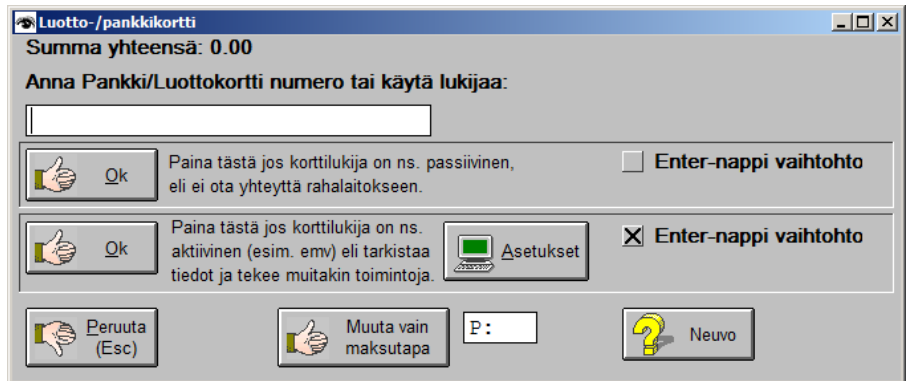 Luotto-/pankkikortti
Summa yhteensä: 0.00
Anna Pankki/Luottokortti numero tai käytä lukijaa:
Ok
Paina tästä jos korttilukija on ns. passiivinen,
eli ei ota yhteyttä rahalaitokseen.
Enter-nappi vaihtohto
Ok
Paina tästä jos korttilukija on ns.
aktiivinen (esim. emv) eli tarkistaa
tiedot ja tekee muitakin toimintoja.
Asetukset
Enter-nappi vaihtohto
Peruuta
(Esc)
Muuta vain
maksutapa
P:
Neuvo